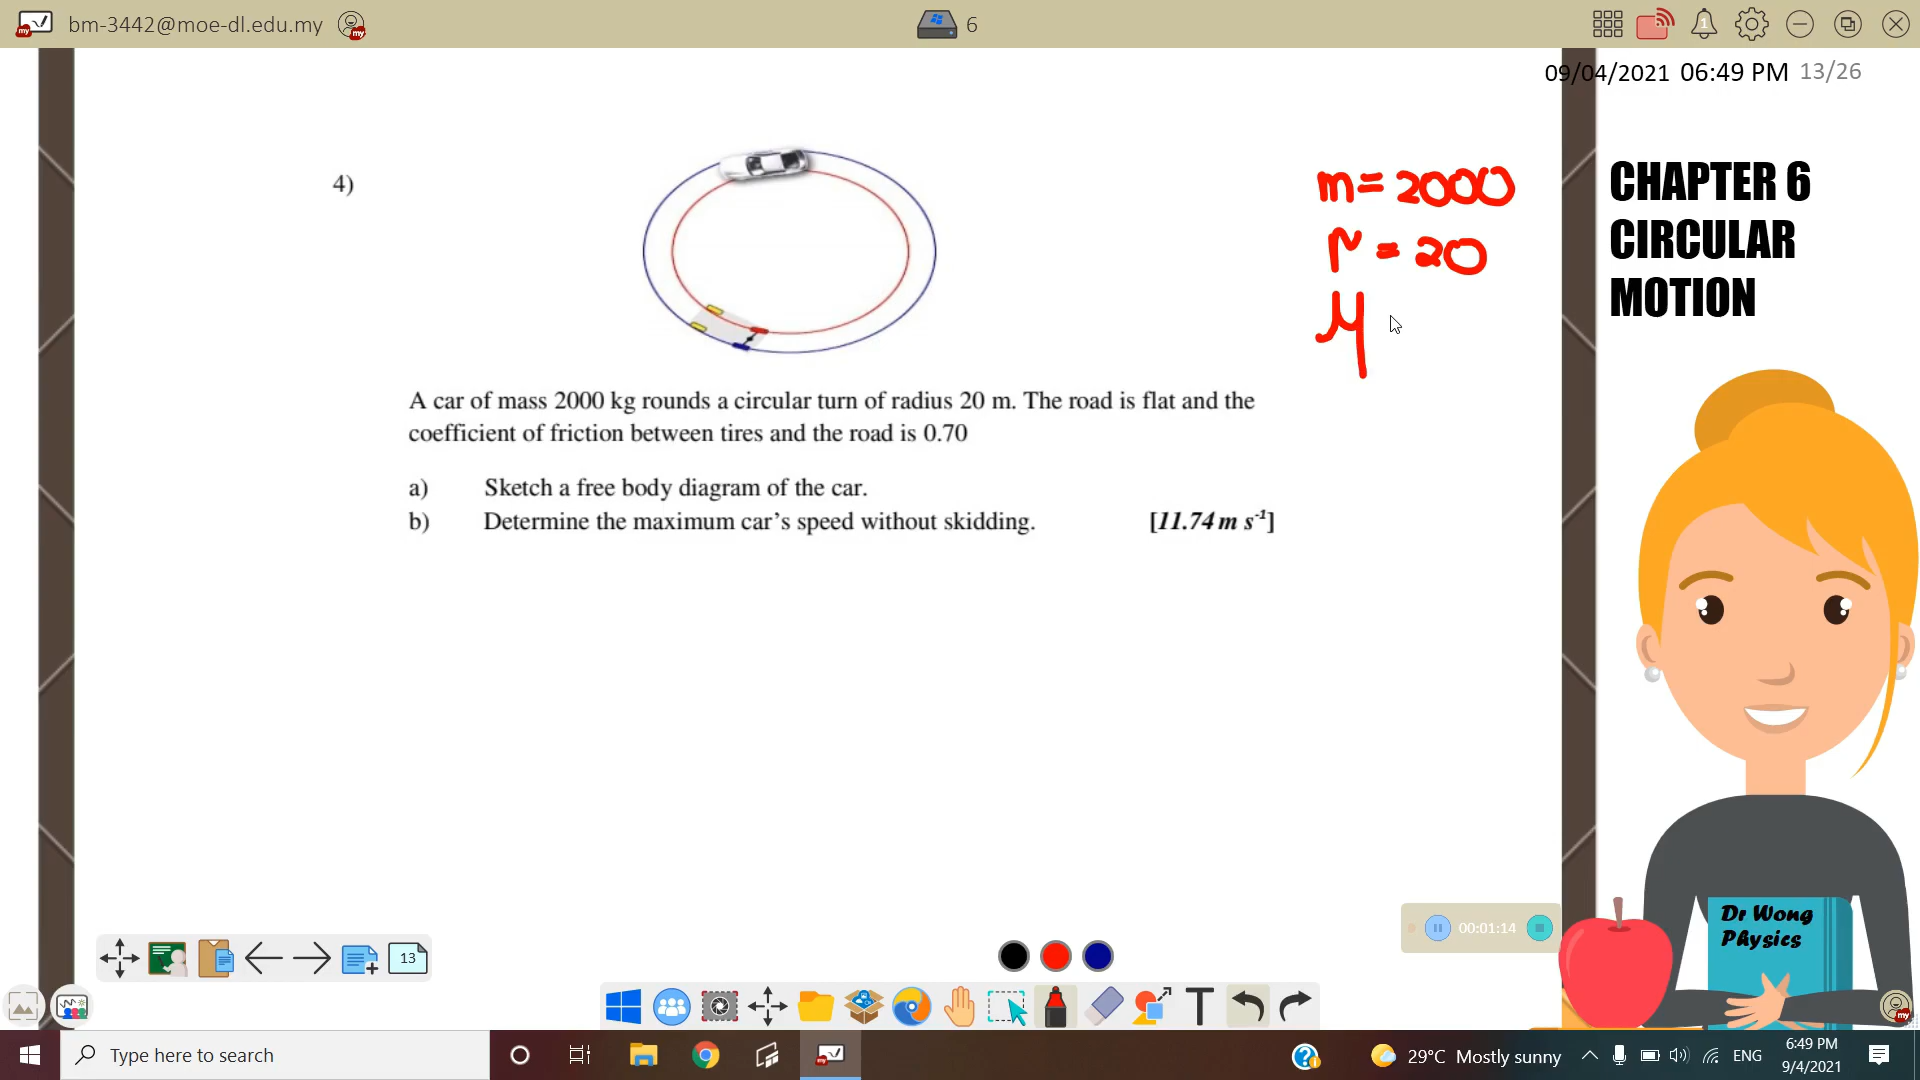 bm-3442@moe-dl.edu.my
6
1
09/04/2021 06:49 PM 13/26
4)
m = 2000
r = 20
μ
CHAPTER 6
CIRCULAR
MOTION
A car of mass 2000 kg rounds a circular turn of radius 20 m. The road is flat and the
coefficient of friction between tires and the road is 0.70
a) Sketch a free body diagram of the car.
b) Determine the maximum car's speed without skidding. [11.74 m s⁻¹]
Dr Wong
Physics
00:01:14
13
T
Type here to search
29°C Mostly sunny
ENG
6:49 PM
9/4/2021